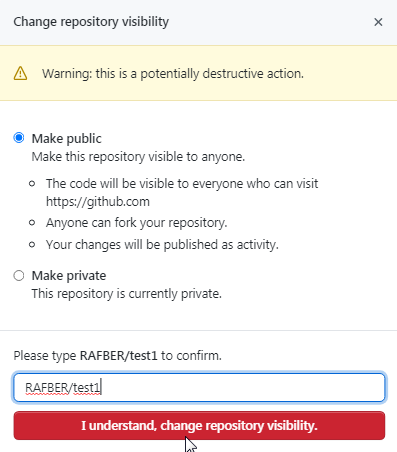 Change repository visibility
Warning: this is a potentially destructive action.
Make public
Make this repository visible to anyone.
The code will be visible to everyone who can visit
https://github.com
Anyone can fork your repository.
Your changes will be published as activity.
Make private
This repository is currently private.
Please type RAFBER/test1 to confirm.
RAFBER/test1
I understand, change repository visibility.